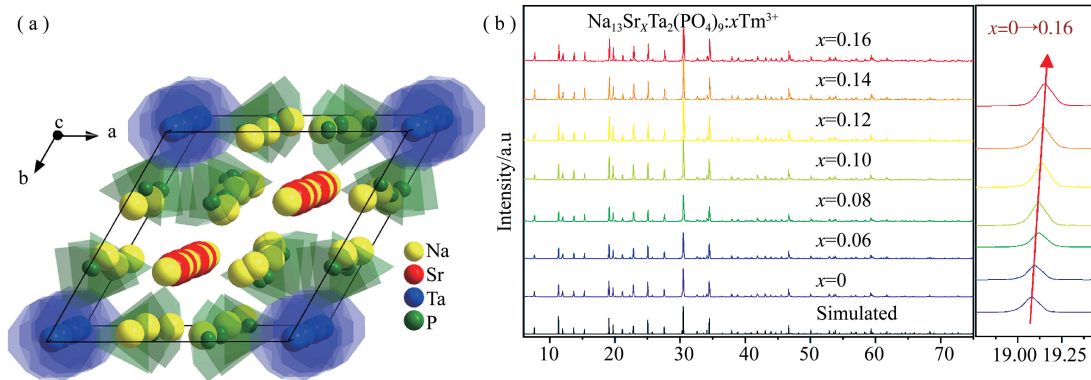 ( a )
c
a
b
Na
Sr
Ta
P
( b )
Na₁₃SrₓTa₂(PO₄)₉:xTm³⁺
x=0.16
x=0.14
x=0.12
x=0.10
x=0.08
x=0.06
x=0
Simulated
Intensity/a.u
10 20 30 40 50 60 70
x=0→0.16
19.00 19.25